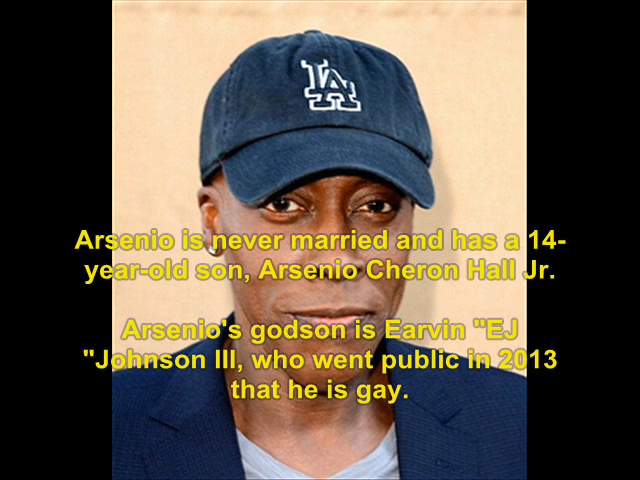 LA
Arsenio is never married and has a 14-
year-old son, Arsenio Cheron Hall Jr.
Arsenio's godson is Earvin "EJ
"Johnson III, who went public in 2013
that he is gay.